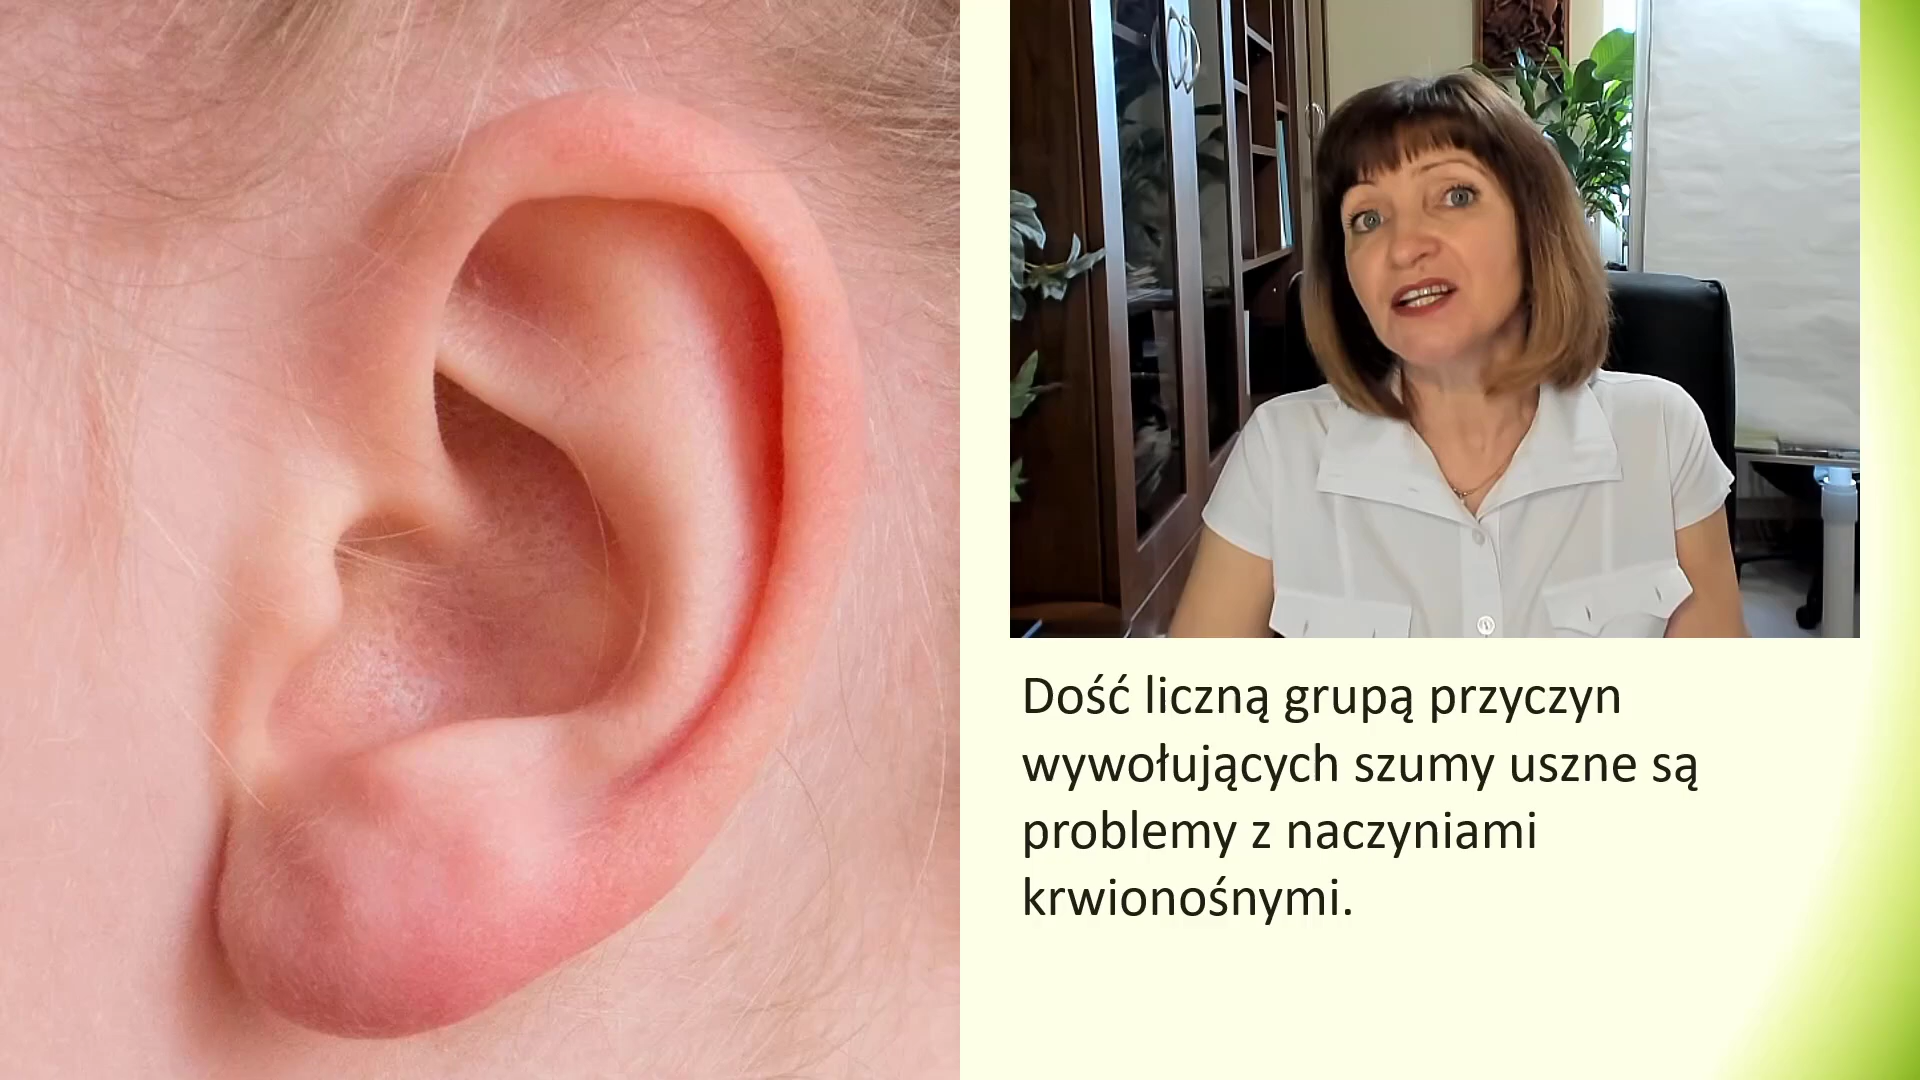 Dość liczną grupą przyczyn
wywołujących szumy uszne są
problemy z naczyniami
krwionośnymi.